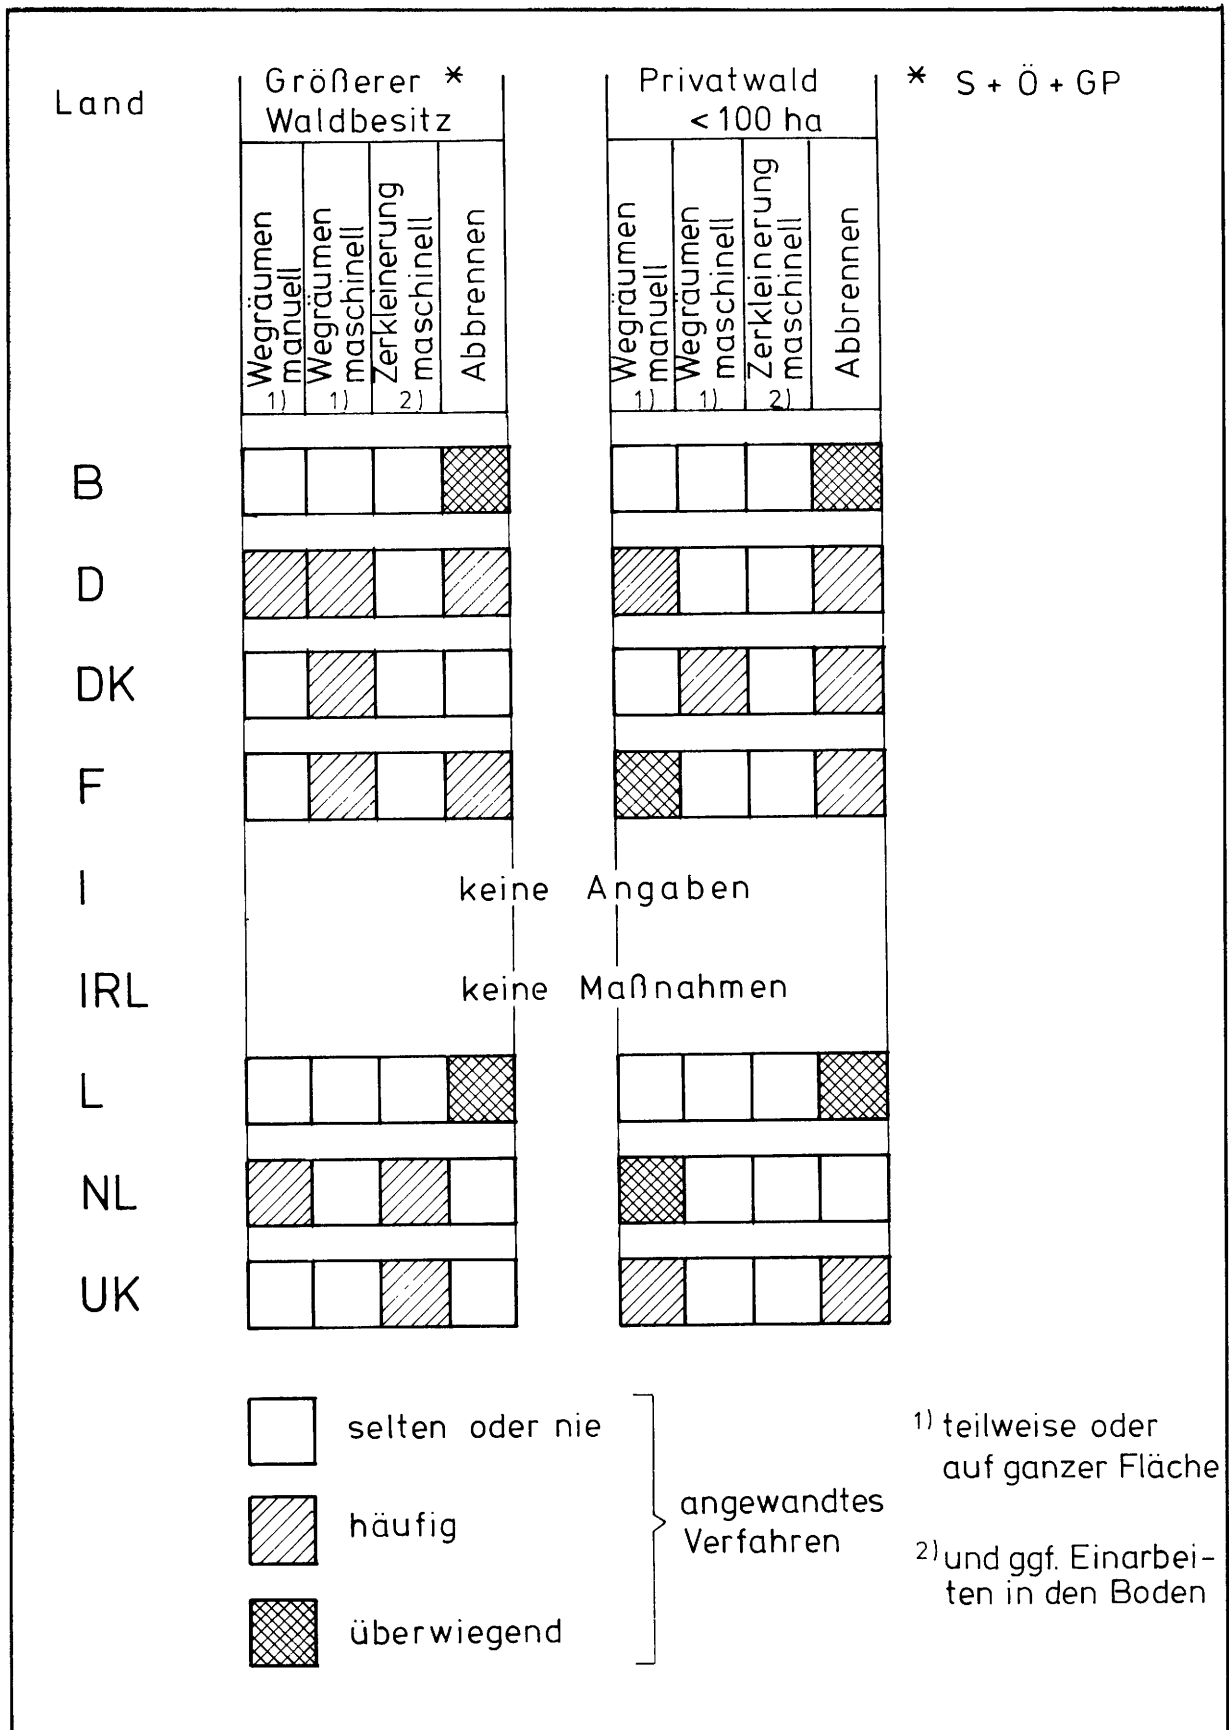 Land
Größerer *
Waldbesitz
Privatwald
< 100 ha
* S + Ö + GP
Wegräumen
manuell
1)
Wegräumen
maschinell
1)
Zerkleinerung
maschinell
2)
Abbrennen
Wegräumen
manuell
1)
Wegräumen
maschinell
1)
Zerkleinerung
maschinell
2)
Abbrennen
B
D
DK
F
I
keine Angaben
IRL
keine Maßnahmen
L
NL
UK
selten oder nie
häufig
überwiegend
angewandtes
Verfahren
1) teilweise oder
auf ganzer Fläche
2) und ggf. Einarbei-
ten in den Boden